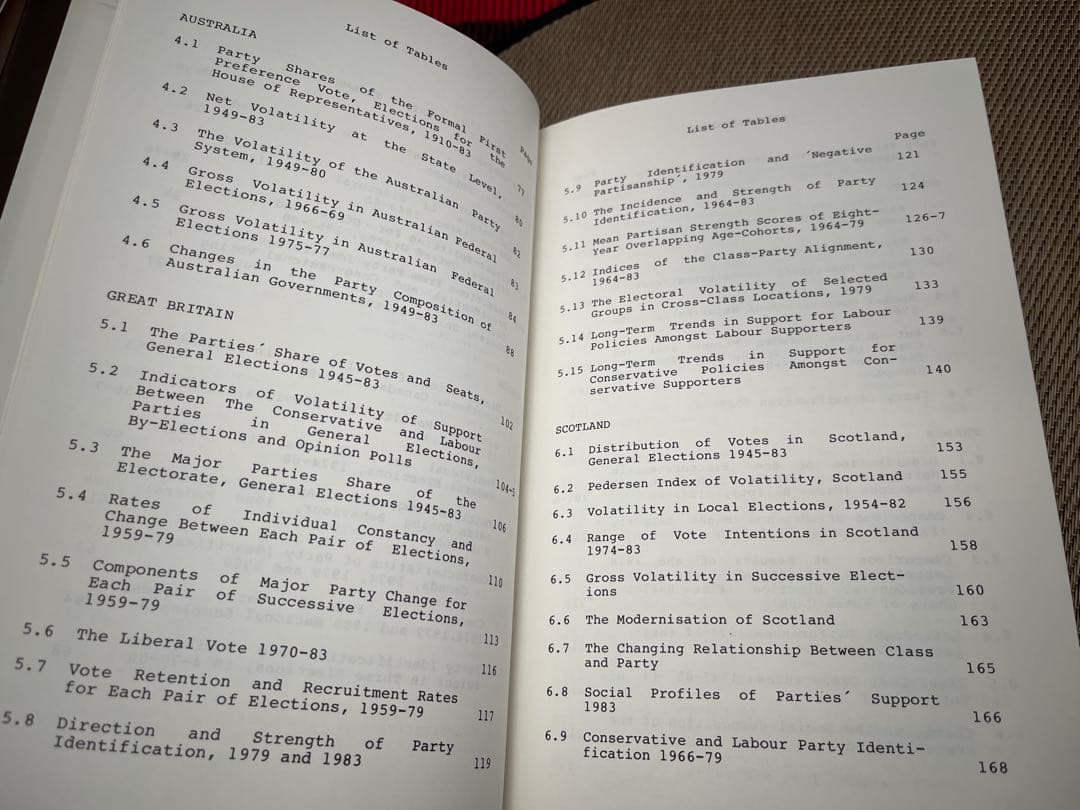 List of Tables
AUSTRALIA
Page
4.1 Party Shares of the Formal First
Preference Vote, Elections for the
House of Representatives, 1910-83 77
4.2 Net Volatility at the State Level,
1949-83 80
4.3 The Volatility of the Australian Party
System, 1949-80 82
4.4 Gross Volatility in Australian Federal
Elections, 1966-69 83
4.5 Gross Volatility in Australian Federal
Elections 1975-77 84
4.6 Changes in the Party Composition of
Australian Governments, 1949-83 88
GREAT BRITAIN
5.1 The Parties´ Share of Votes and Seats,
General Elections 1945-83 102
5.2 Indicators of Volatility of Support
Between The Conservative and Labour
Parties in General Elections,
By-Elections and Opinion Polls 104-5
5.3 The Major Parties Share of the
Electorate, General Elections 1945-83 106
5.4 Rates of Individual Constancy and
Change Between Each Pair of Elections,
1959-79 110
5.5 Components of Major Party Change for
Each Pair of Successive Elections,
1959-79 113
5.6 The Liberal Vote 1970-83 116
5.7 Vote Retention and Recruitment Rates
for Each Pair of Elections, 1959-79 117
5.8 Direction and Strength of Party
Identification, 1979 and 1983 119
List of Tables
Page
5.9 Party Identification and ´Negative
Partisanship´, 1979 121
5.10 The Incidence and Strength of Party
Identification, 1964-83 124
5.11 Mean Partisan Strength Scores of Eight-
Year Overlapping Age-Cohorts, 1964-79 126-7
5.12 Indices of the Class-Party Alignment,
1964-83 130
5.13 The Electoral Volatility of Selected
Groups in Cross-Class Locations, 1979 133
5.14 Long-Term Trends in Support for Labour
Policies Amongst Labour Supporters 139
5.15 Long-Term Trends in Support for
Conservative Policies Amongst Con-
servative Supporters 140
SCOTLAND
6.1 Distribution of Votes in Scotland,
General Elections 1945-83 153
6.2 Pedersen Index of Volatility, Scotland 155
6.3 Volatility in Local Elections, 1954-82 156
6.4 Range of Vote Intentions in Scotland
1974-83 158
6.5 Gross Volatility in Successive Elect-
ions 160
6.6 The Modernisation of Scotland 163
6.7 The Changing Relationship Between Class
and Party 165
6.8 Social Profiles of Parties´ Support
1983 166
6.9 Conservative and Labour Party Identi-
fication 1966-79 168